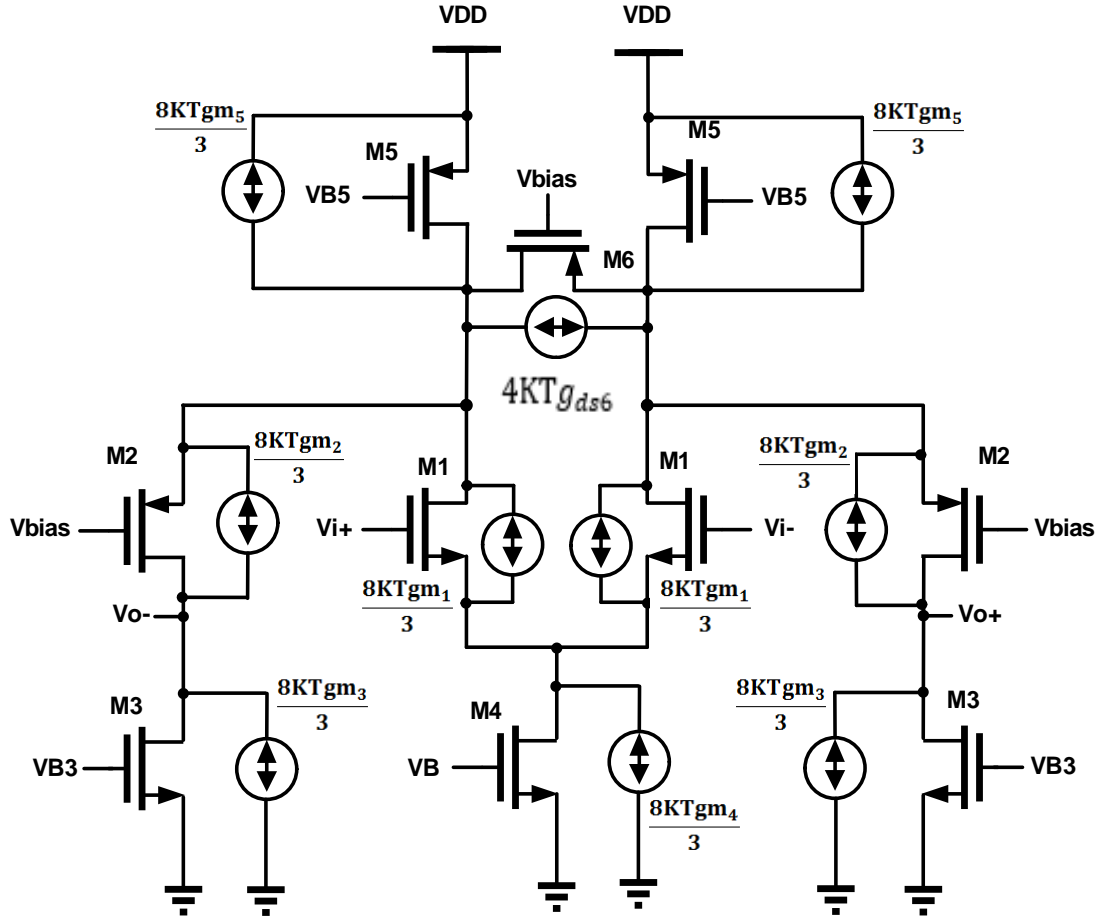 VDD
VDD
8KTgm₅
3
8KTgm₅
3
M5
M5
Vbias
VB5
VB5
M6
4KTg_{ds6}
8KTgm₂
3
8KTgm₂
3
M2
M1
M1
M2
Vbias
Vi+
Vi-
Vbias
8KTgm₁
3
8KTgm₁
3
Vo-
Vo+
8KTgm₃
3
8KTgm₃
3
M3
M4
M3
VB3
VB
VB3
8KTgm₄
3